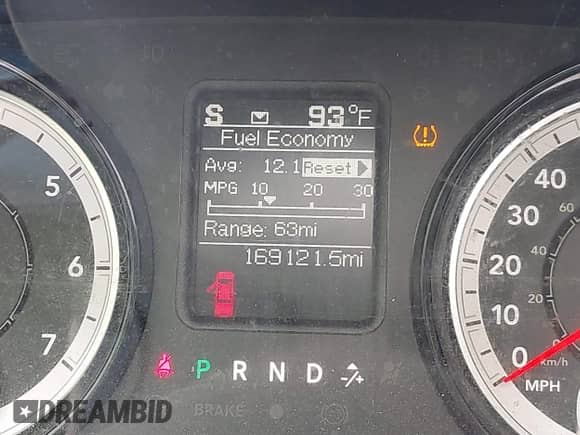 S 93°F
Fuel Economy
Avg: 12.1 Reset
MPG 10 20 30
Range: 63mi
169121.5mi
5
6
7
40
30
20
10
0
MPH
60
40
20
0
km/h
P R N D -/+
BRAKE
DREAMBID